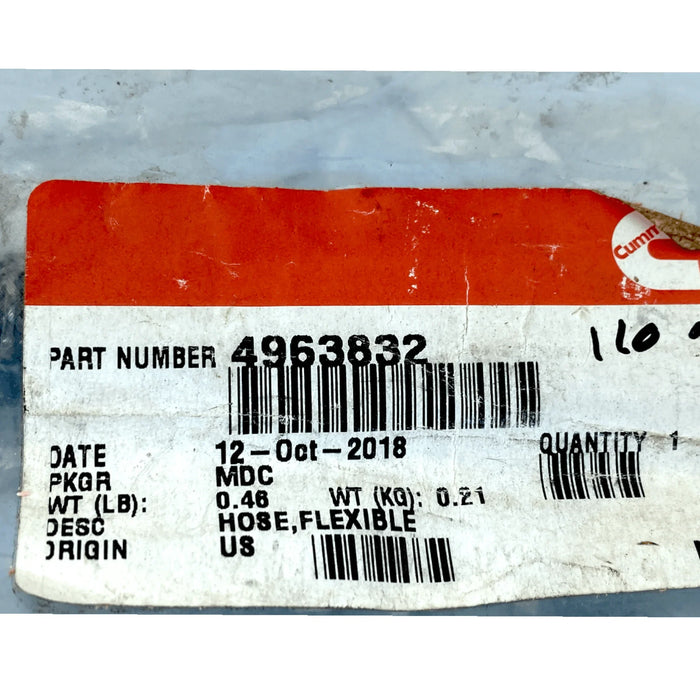 Cumm
PART NUMBER 4963832
110
DATE 12-Oct-2018
QUANTITY 1
PKGR MDC
WT (LB): 0.46 WT (KG): 0.21
DESC HOSE,FLEXIBLE
ORIGIN US